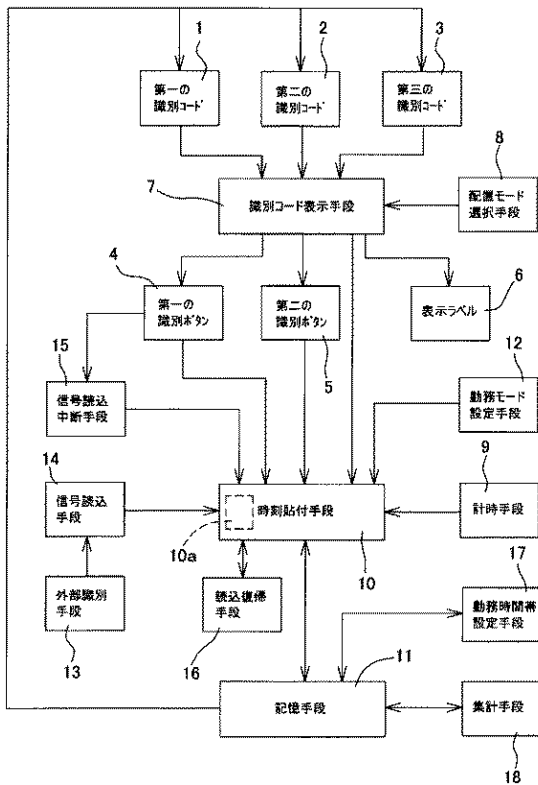 1
2
3
第一の
識別コード
第二の
識別コード
第三の
識別コード
8
7
識別コード表示手段
配置モード
選択手段
4
6
第一の
識別ボタン
第二の
識別ボタン
表示ラベル
15
5
12
信号読込
中断手段
勤務モード
設定手段
14
9
信号読込
手段
時刻貼付手段
計時手段
10a
10
17
外部識別
手段
読込復帰
手段
勤務時間帯
設定手段
13
16
11
記憶手段
集計手段
18